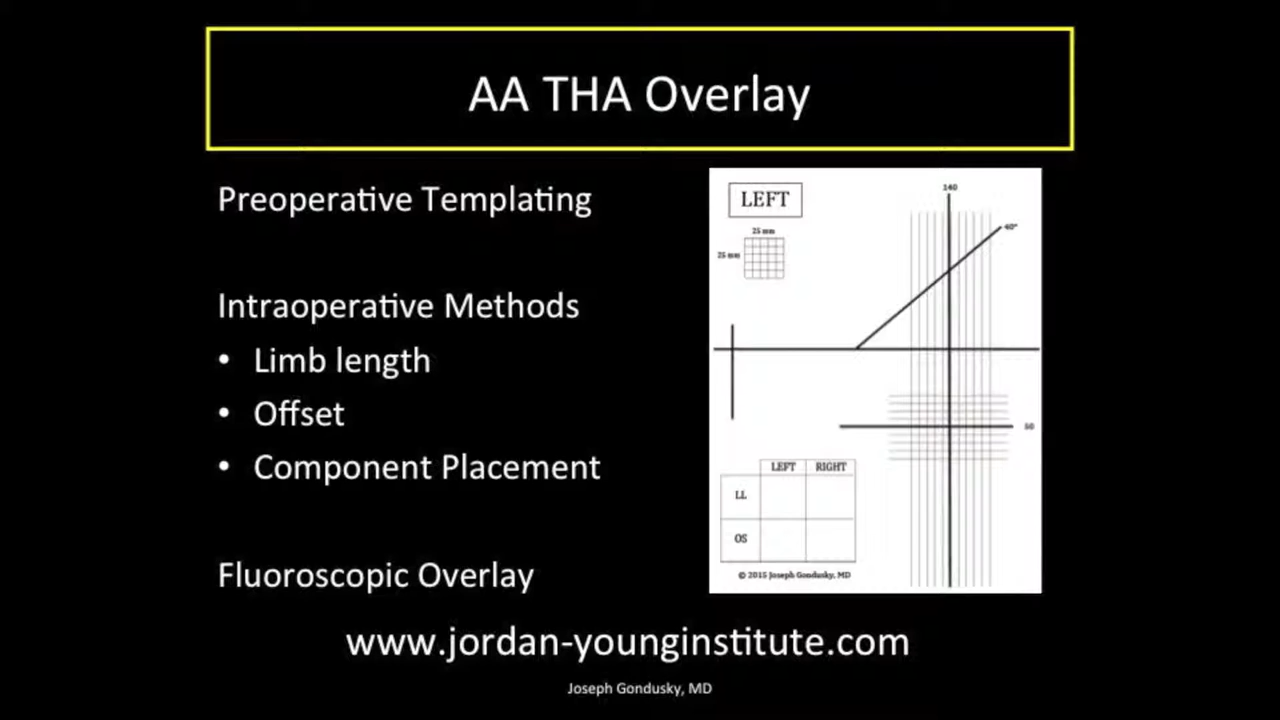 AA THA Overlay
Preoperative Templating
Intraoperative Methods
• Limb length
• Offset
• Component Placement
Fluoroscopic Overlay
LEFT
25 mm
25 mm
140
40°
50
LEFT RIGHT
LL
OS
© 2015 Joseph Gondusky, MD
www.jordan-younginstitute.com
Joseph Gondusky, MD